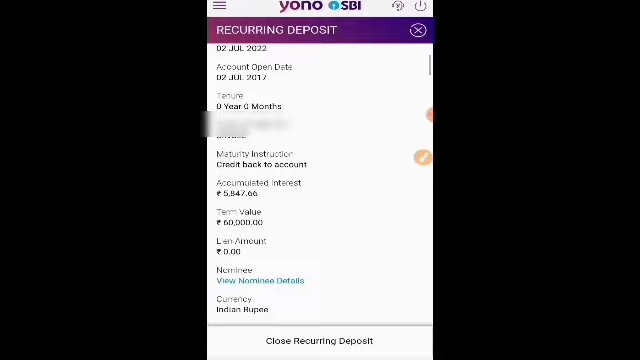 yono SBI
RECURRING DEPOSIT
02 JUL 2022
Account Open Date
02 JUL 2017
Tenure
0 Year 0 Months
Maturity Instruction
Credit back to account
Accumulated Interest
₹ 5,847.66
Term Value
₹ 60,000.00
Lien Amount
₹ 0.00
Nominee
View Nominee Details
Currency
Indian Rupee
Close Recurring Deposit